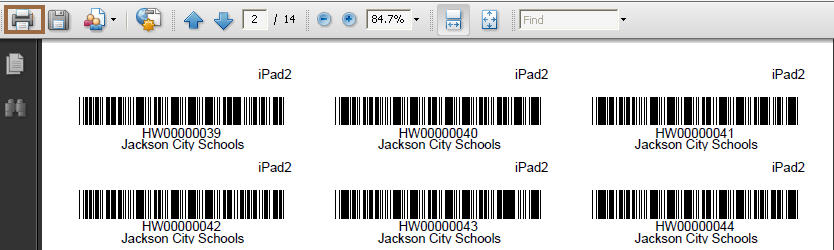 2 / 14 84.7% Find
iPad2 iPad2 iPad2
HW00000039 HW00000040 HW00000041
Jackson City Schools Jackson City Schools Jackson City Schools
iPad2 iPad2 iPad2
HW00000042 HW00000043 HW00000044
Jackson City Schools Jackson City Schools Jackson City Schools